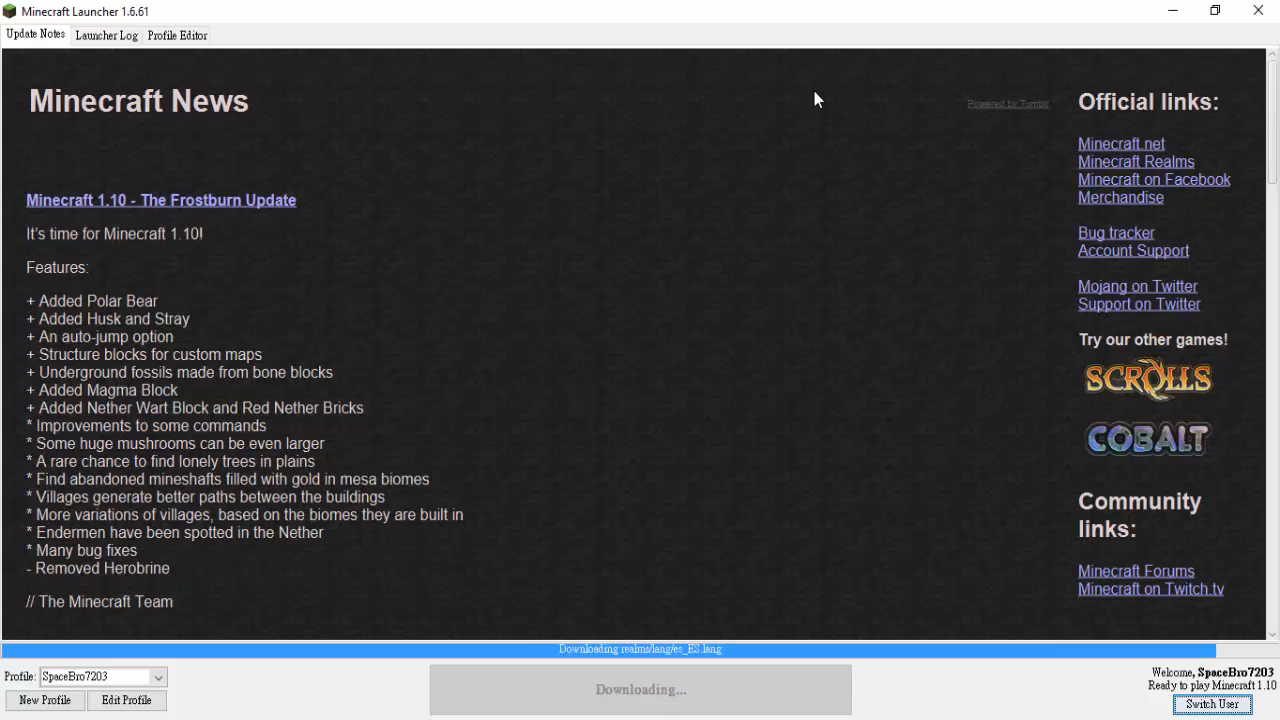 Minecraft Launcher 1.6.61
Update Notes Launcher Log Profile Editor
Minecraft News
Powered by Tumblr
Minecraft 1.10 - The Frostburn Update
It's time for Minecraft 1.10!
Features:
+ Added Polar Bear
+ Added Husk and Stray
+ An auto-jump option
+ Structure blocks for custom maps
+ Underground fossils made from bone blocks
+ Added Magma Block
+ Added Nether Wart Block and Red Nether Bricks
* Improvements to some commands
* Some huge mushrooms can be even larger
* A rare chance to find lonely trees in plains
* Find abandoned mineshafts filled with gold in mesa biomes
* Villages generate better paths between the buildings
* More variations of villages, based on the biomes they are built in
* Endermen have been spotted in the Nether
* Many bug fixes
- Removed Herobrine
// The Minecraft Team
Official links:
Minecraft.net
Minecraft Realms
Minecraft on Facebook
Merchandise
Bug tracker
Account Support
Mojang on Twitter
Support on Twitter
Try our other games!
SCROLLS
COBALT
Community
links:
Minecraft Forums
Minecraft on Twitch.tv
Downloading realms/lang/es_ES.lang
Profile: SpaceBro7203
New Profile Edit Profile
Downloading...
Welcome, SpaceBro7203
Ready to play Minecraft 1.10
Switch User